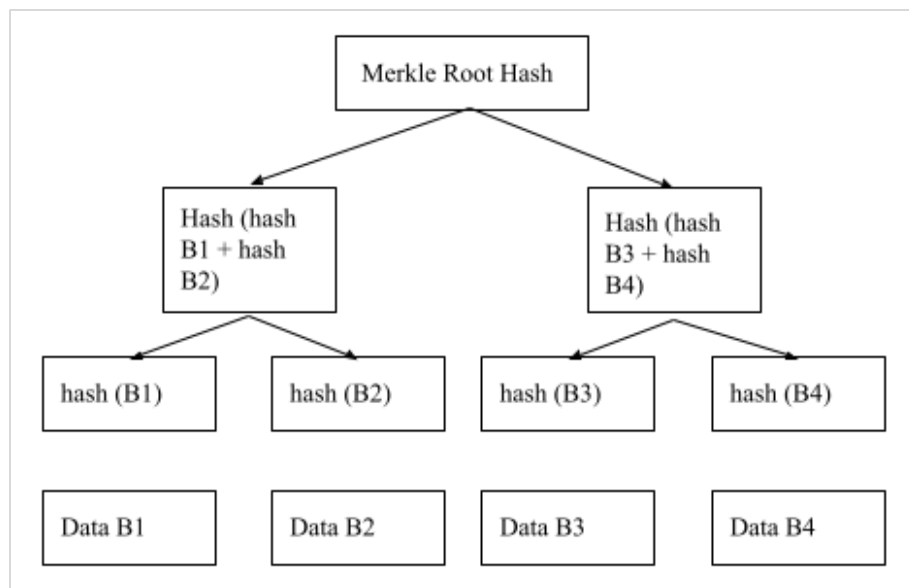 Merkle Root Hash
Hash (hash
B1 + hash
B2)
Hash (hash
B3 + hash
B4)
hash (B1)
hash (B2)
hash (B3)
hash (B4)
Data B1
Data B2
Data B3
Data B4